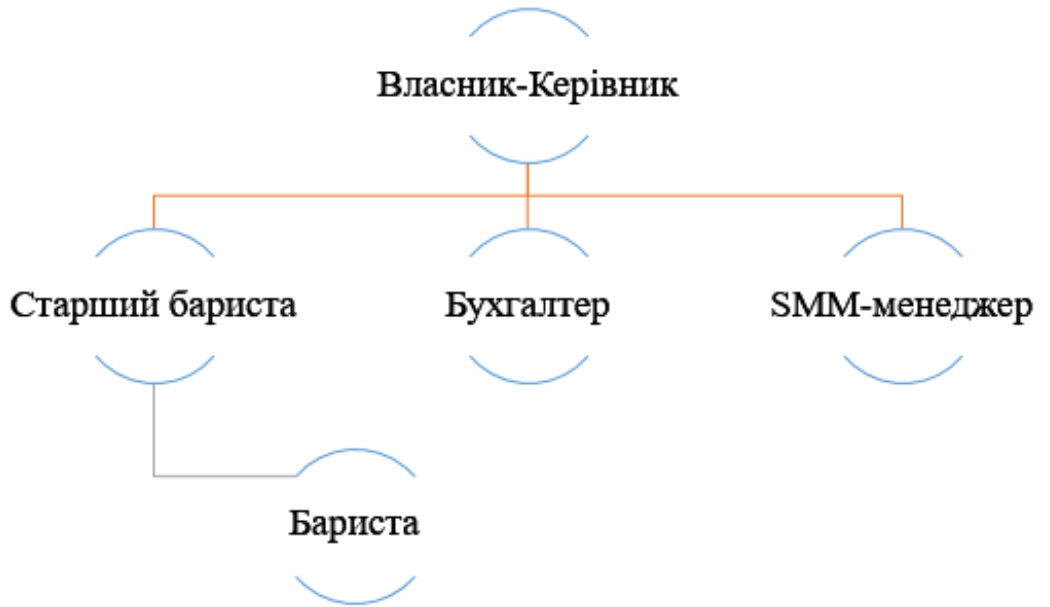 Власник-Керівник
Старший бариста
Бухгалтер
SMM-менеджер
Бариста